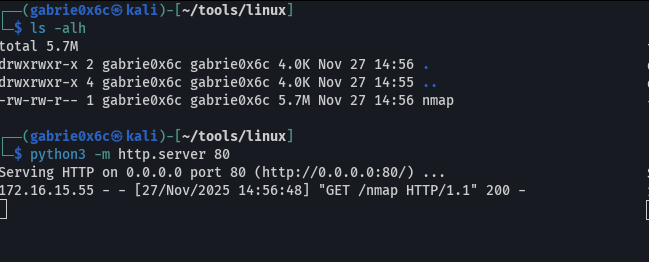 ┌──(gabrie0x6c㉿kali)-[~/tools/linux]
└─$ ls -alh
total 5.7M
drwxrwxr-x 2 gabrie0x6c gabrie0x6c 4.0K Nov 27 14:56 .
drwxrwxr-x 4 gabrie0x6c gabrie0x6c 4.0K Nov 27 14:55 ..
-rw-rw-r-- 1 gabrie0x6c gabrie0x6c 5.7M Nov 27 14:56 nmap
┌──(gabrie0x6c㉿kali)-[~/tools/linux]
└─$ python3 -m http.server 80
Serving HTTP on 0.0.0.0 port 80 (http://0.0.0.0:80/) ...
172.16.15.55 - - [27/Nov/2025 14:56:48] "GET /nmap HTTP/1.1" 200 -